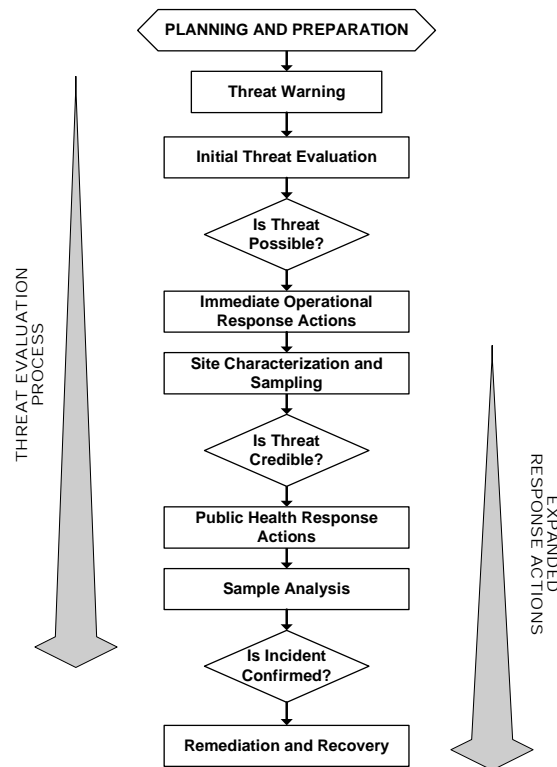 PLANNING AND PREPARATION
Threat Warning
Initial Threat Evaluation
Is Threat
Possible?
Immediate Operational
Response Actions
Site Characterization and
Sampling
Is Threat
Credible?
Public Health Response
Actions
Sample Analysis
Is Incident
Confirmed?
Remediation and Recovery
THREAT EVALUATION
PROCESS
EXPANDED
RESPONSE ACTIONS